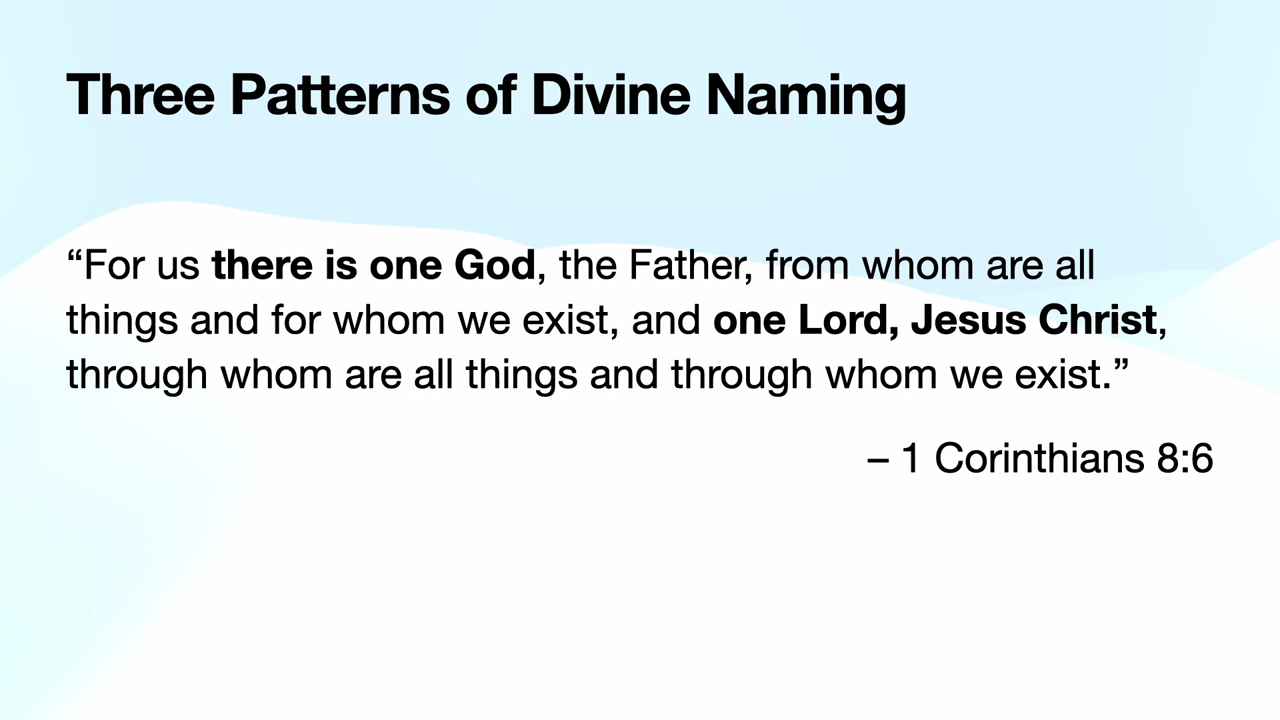 Three Patterns of Divine Naming
“For us there is one God, the Father, from whom are all
things and for whom we exist, and one Lord, Jesus Christ,
through whom are all things and through whom we exist.”
– 1 Corinthians 8:6